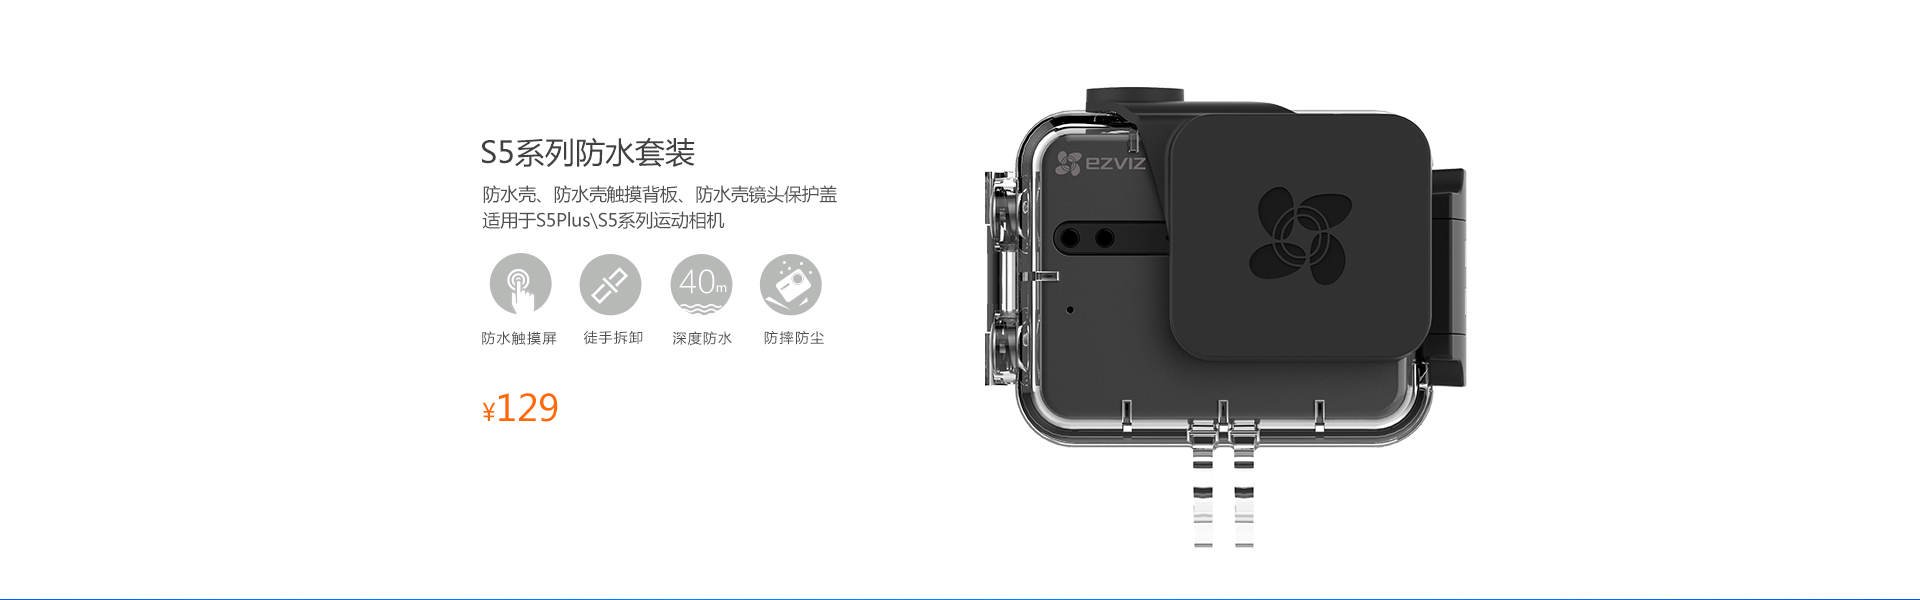 S5系列防水套装
防水壳、防水壳触摸背板、防水壳镜头保护盖
适用于S5Plus\S5系列运动相机
40m
防水触摸屏 徒手拆卸 深度防水 防摔防尘
¥129
ezviz